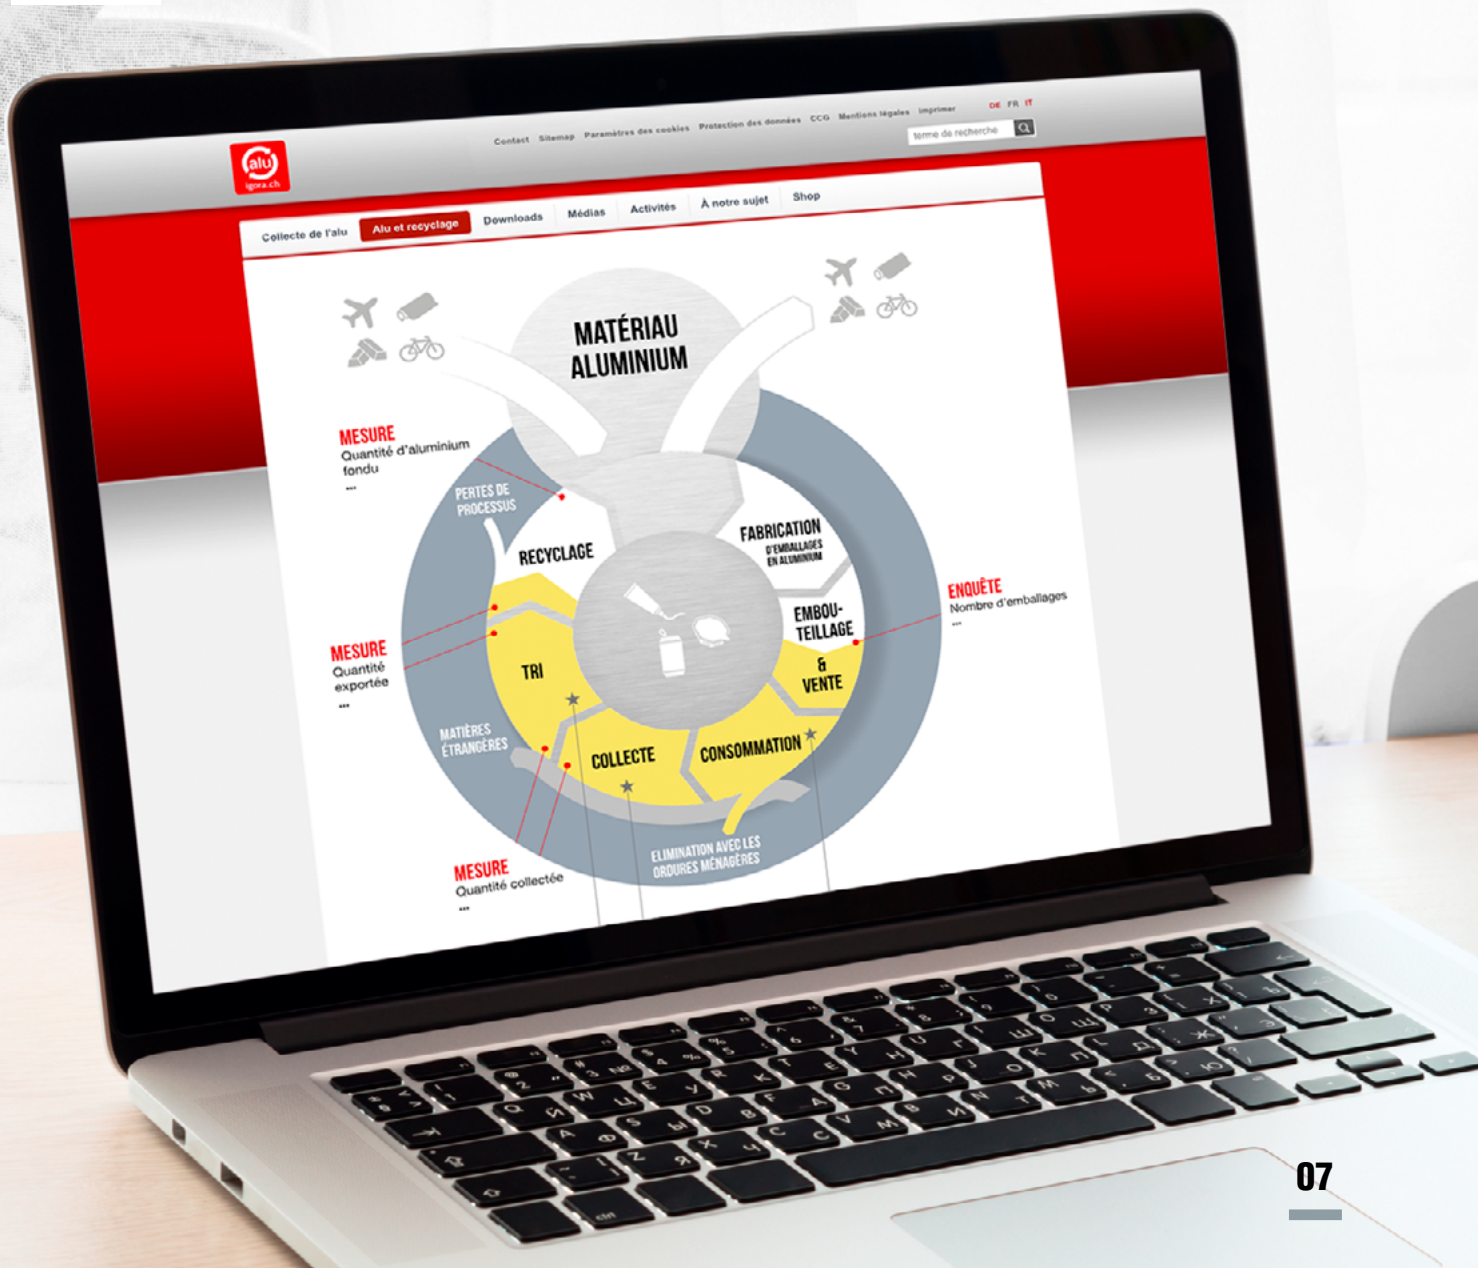 Contact Sitemap Paramètres des cookies Protection des données CCG Mentions légales imprimer
DE FR IT
terme de recherche
alu
igora.ch
Collecte de l'alu Alu et recyclage Downloads Médias Activités À notre sujet Shop
MATÉRIAU
ALUMINIUM
MESURE
Quantité d'aluminium
fondu
...
PERTES DE
PROCESSUS
RECYCLAGE
FABRICATION
D'EMBALLAGES
EN ALUMINIUM
EMBOU-
TEILLAGE
&
VENTE
ENQUÊTE
Nombre d'emballages
...
MESURE
Quantité
exportée
...
TRI
MATIÈRES
ÉTRANGÈRES
COLLECTE
CONSOMMATION
ELIMINATION AVEC LES
ORDURES MÉNAGÈRES
MESURE
Quantité collectée
...
07